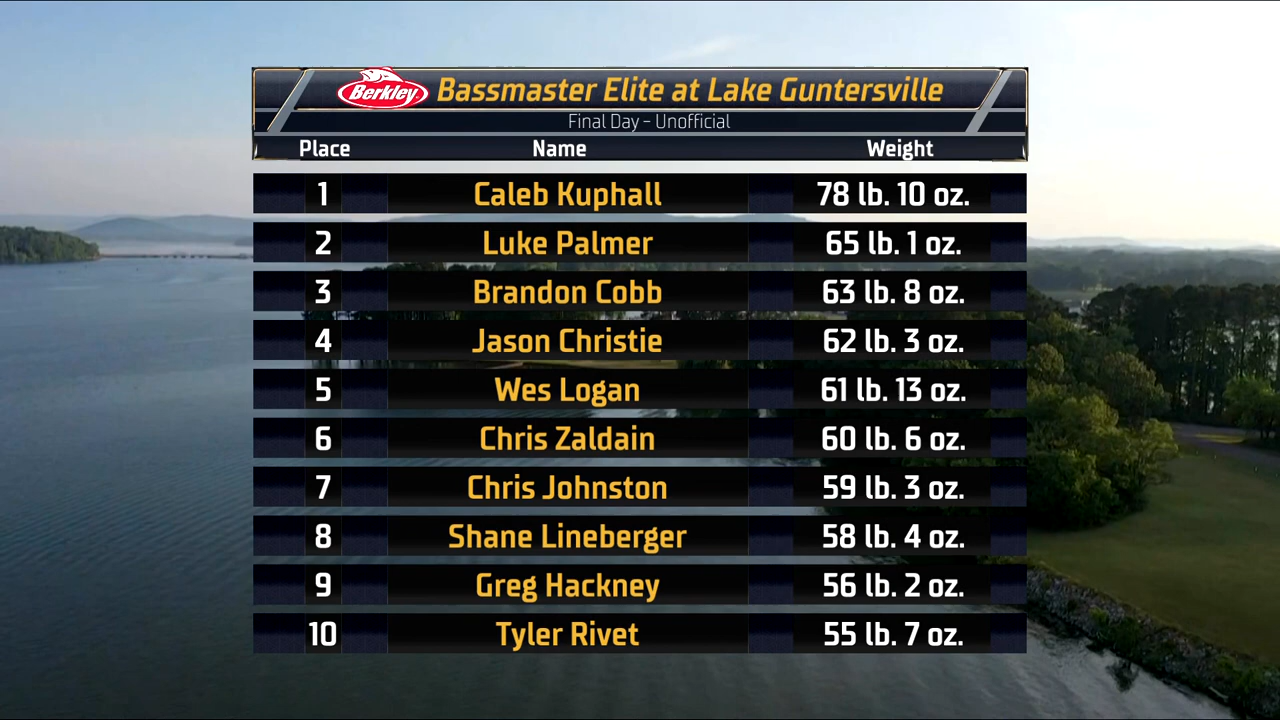 Berkley Bassmaster Elite at Lake Guntersville
Final Day – Unofficial
Place Name Weight
1 Caleb Kuphall 78 lb. 10 oz.
2 Luke Palmer 65 lb. 1 oz.
3 Brandon Cobb 63 lb. 8 oz.
4 Jason Christie 62 lb. 3 oz.
5 Wes Logan 61 lb. 13 oz.
6 Chris Zaldain 60 lb. 6 oz.
7 Chris Johnston 59 lb. 3 oz.
8 Shane Lineberger 58 lb. 4 oz.
9 Greg Hackney 56 lb. 2 oz.
10 Tyler Rivet 55 lb. 7 oz.